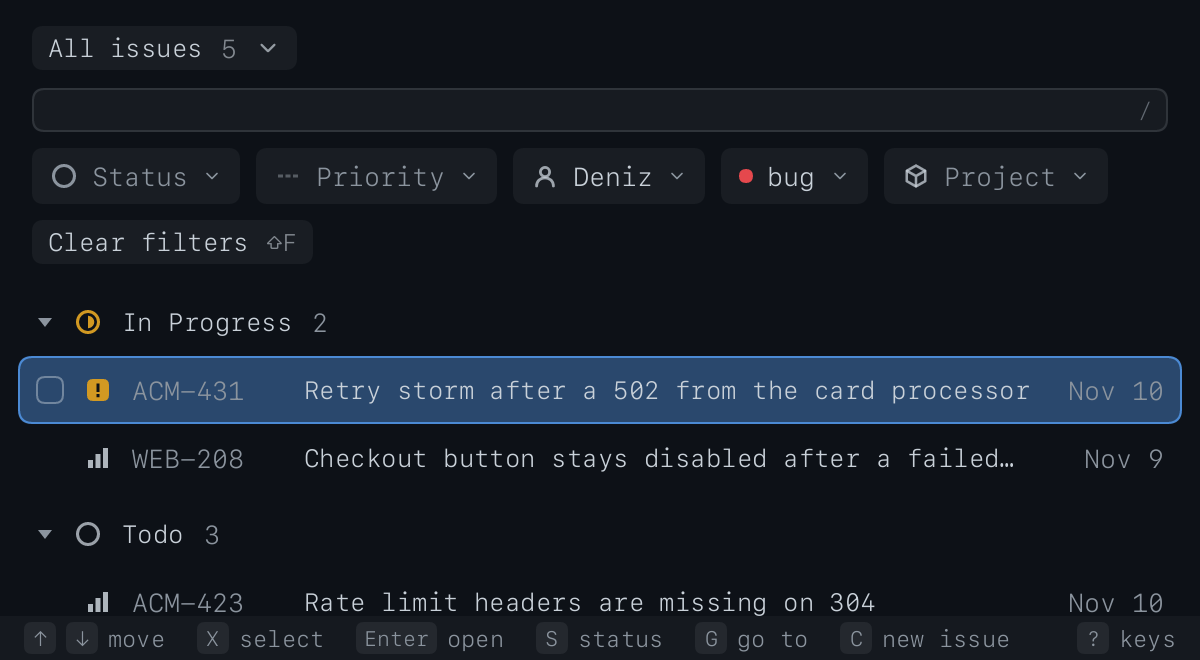 All issues 5
/
Status Priority Deniz bug Project
Clear filters ⇧F
In Progress 2
ACM—431 Retry storm after a 502 from the card processor Nov 10
WEB—208 Checkout button stays disabled after a failed… Nov 9
Todo 3
ACM—423 Rate limit headers are missing on 304 Nov 10
↑ ↓ move X select Enter open S status G go to C new issue ? keys